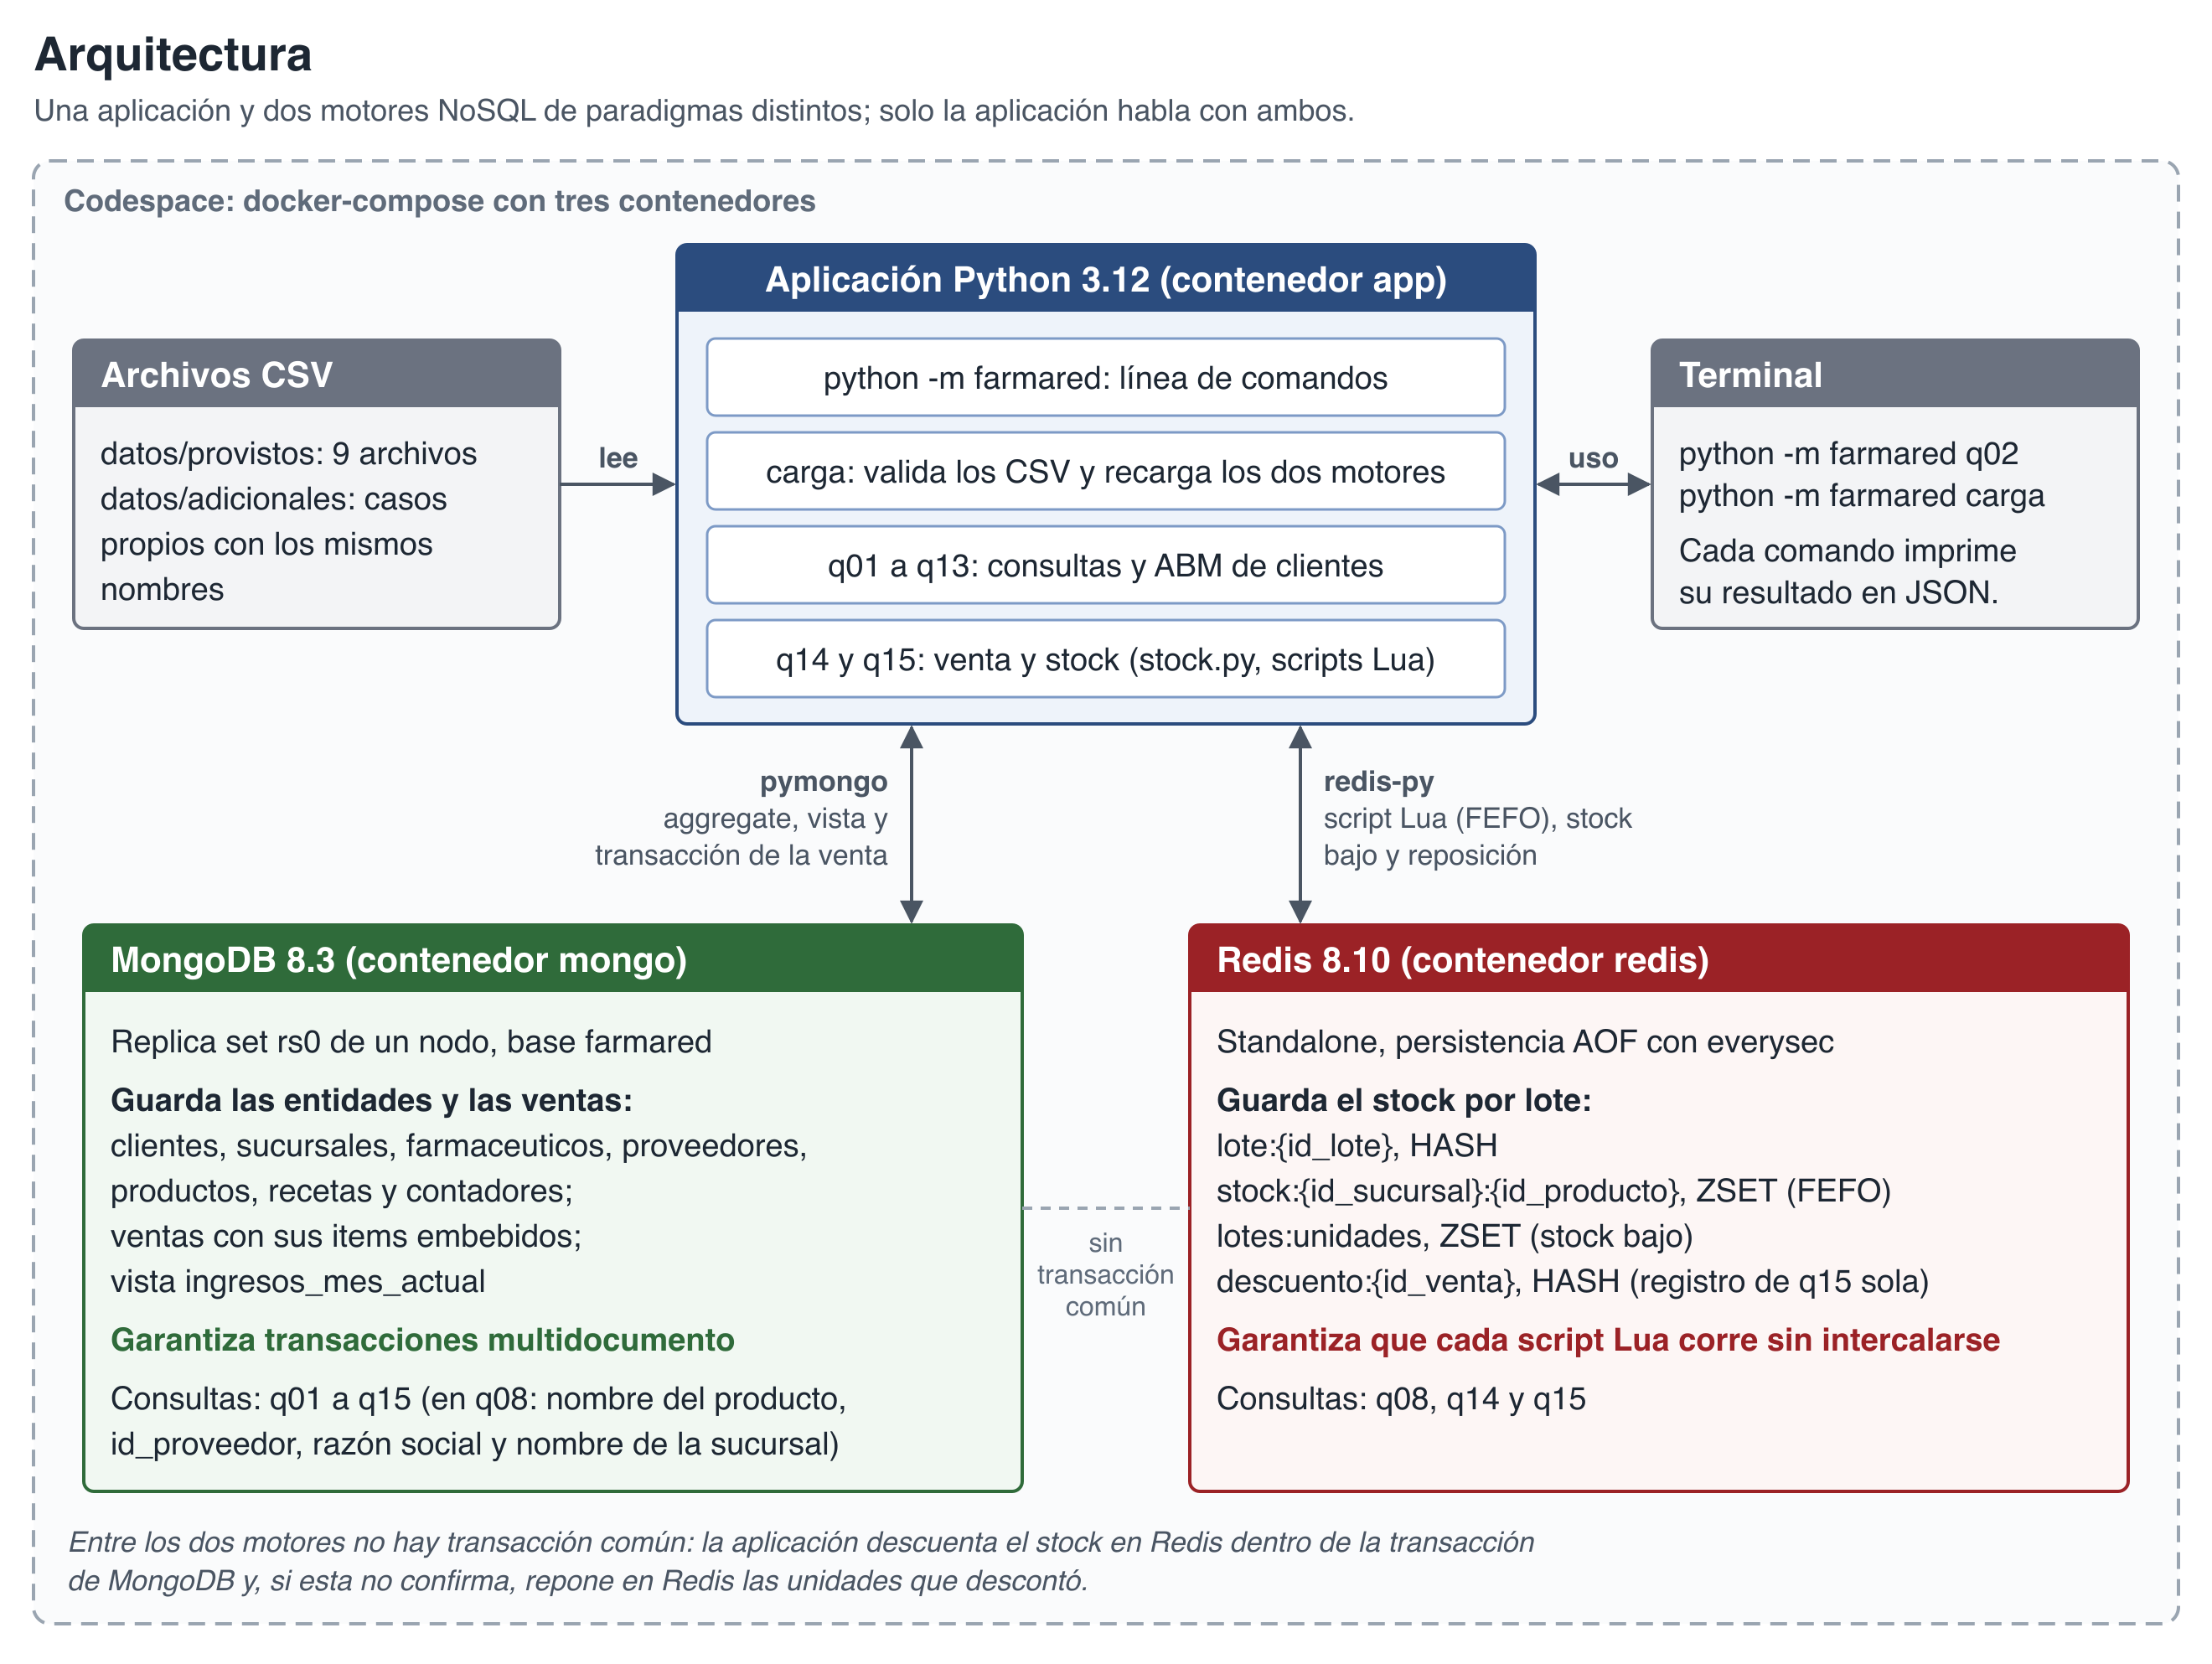 Arquitectura
Una aplicación y dos motores NoSQL de paradigmas distintos; solo la aplicación habla con ambos.
Codespace: docker-compose con tres contenedores
Aplicación Python 3.12 (contenedor app)
python -m farmared: línea de comandos
carga: valida los CSV y recarga los dos motores
q01 a q13: consultas y ABM de clientes
q14 y q15: venta y stock (stock.py, scripts Lua)
Archivos CSV
datos/provistos: 9 archivos
datos/adicionales: casos
propios con los mismos
nombres
lee
uso
Terminal
python -m farmared q02
python -m farmared carga
Cada comando imprime
su resultado en JSON.
pymongo
aggregate, vista y
transacción de la venta
redis-py
script Lua (FEFO), stock
bajo y reposición
MongoDB 8.3 (contenedor mongo)
Replica set rs0 de un nodo, base farmared
Guarda las entidades y las ventas:
clientes, sucursales, farmaceuticos, proveedores,
productos, recetas y contadores;
ventas con sus items embebidos;
vista ingresos_mes_actual
Garantiza transacciones multidocumento
Consultas: q01 a q15 (en q08: nombre del producto,
id_proveedor, razón social y nombre de la sucursal)
sin
transacción
común
Redis 8.10 (contenedor redis)
Standalone, persistencia AOF con everysec
Guarda el stock por lote:
lote:{id_lote}, HASH
stock:{id_sucursal}:{id_producto}, ZSET (FEFO)
lotes:unidades, ZSET (stock bajo)
descuento:{id_venta}, HASH (registro de q15 sola)
Garantiza que cada script Lua corre sin intercalarse
Consultas: q08, q14 y q15
Entre los dos motores no hay transacción común: la aplicación descuenta el stock en Redis dentro de la transacción
de MongoDB y, si esta no confirma, repone en Redis las unidades que descontó.